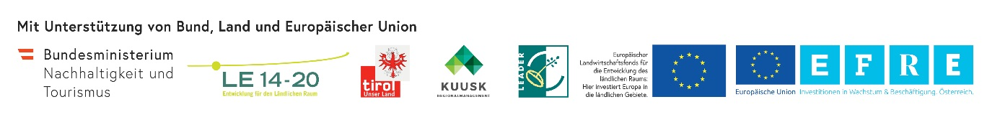 Mit Unterstützung von Bund, Land und Europäischer Union
Bundesministerium
Nachhaltigkeit und
Tourismus
LE 14-20
Entwicklung für den Ländlichen Raum
tirol
Unser Land
KUUSK
REGIONALMANAGEMENT
LEADER
Europäischer
Landwirtschaftsfonds für
die Entwicklung des
ländlichen Raums:
Hier investiert Europa in
die ländlichen Gebiete.
EFRE
Europäische Union Investitionen in Wachstum & Beschäftigung. Österreich.